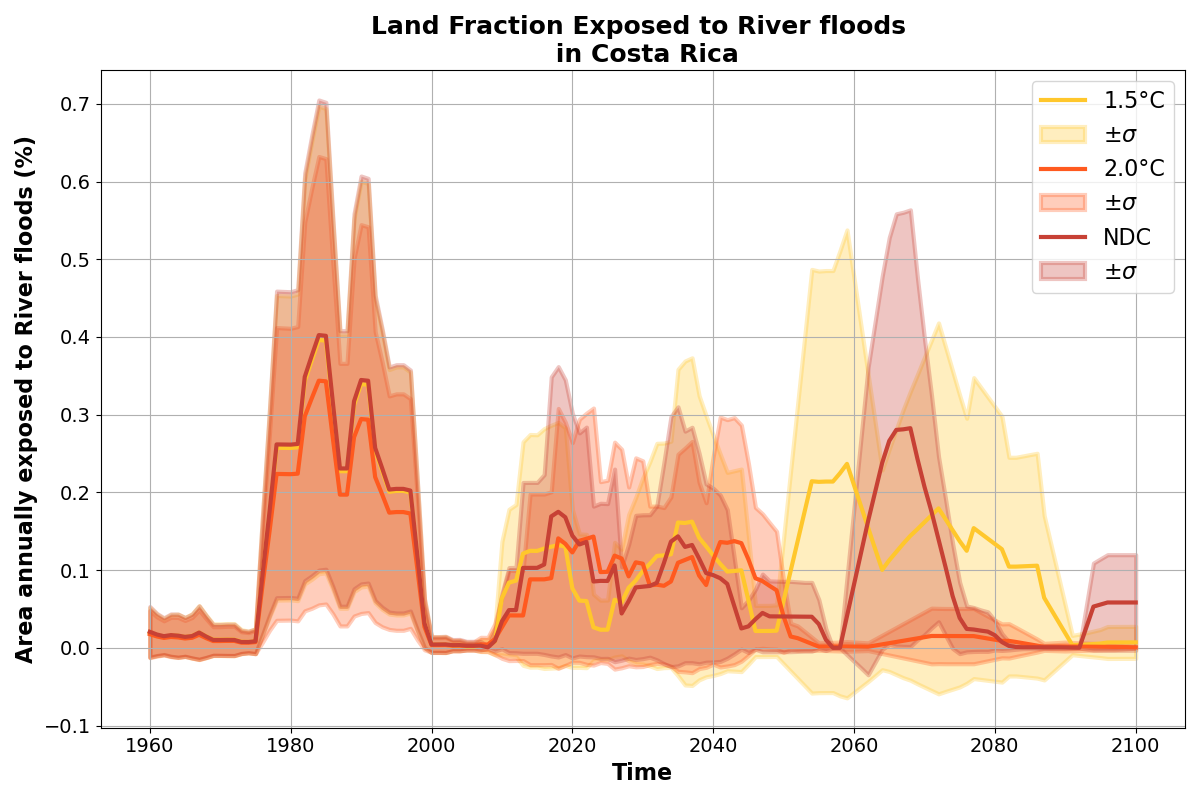 Land Fraction Exposed to River floods
in Costa Rica
Area annually exposed to River floods (%)
0.7
0.6
0.5
0.4
0.3
0.2
0.1
0.0
−0.1
1.5°C
±σ
2.0°C
±σ
NDC
±σ
1960 1980 2000 2020 2040 2060 2080 2100
Time